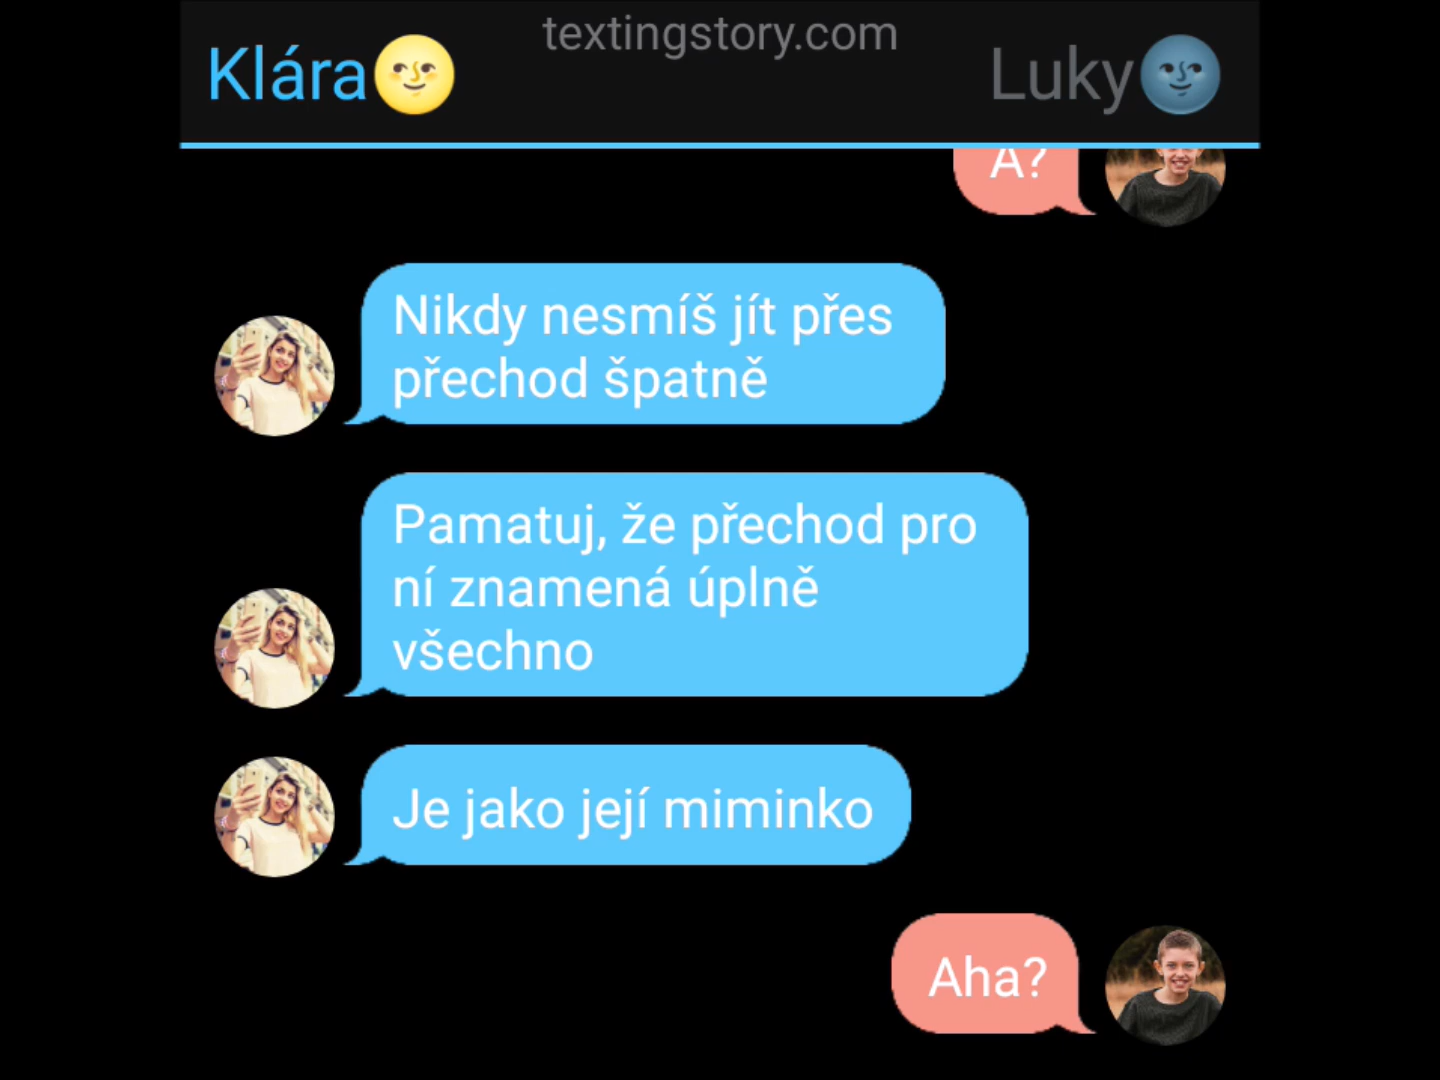 textingstory.com
Klára🌝
Luky🌚
A?
Nikdy nesmíš jít přes
přechod špatně
Pamatuj, že přechod pro
ní znamená úplně
všechno
Je jako její miminko
Aha?